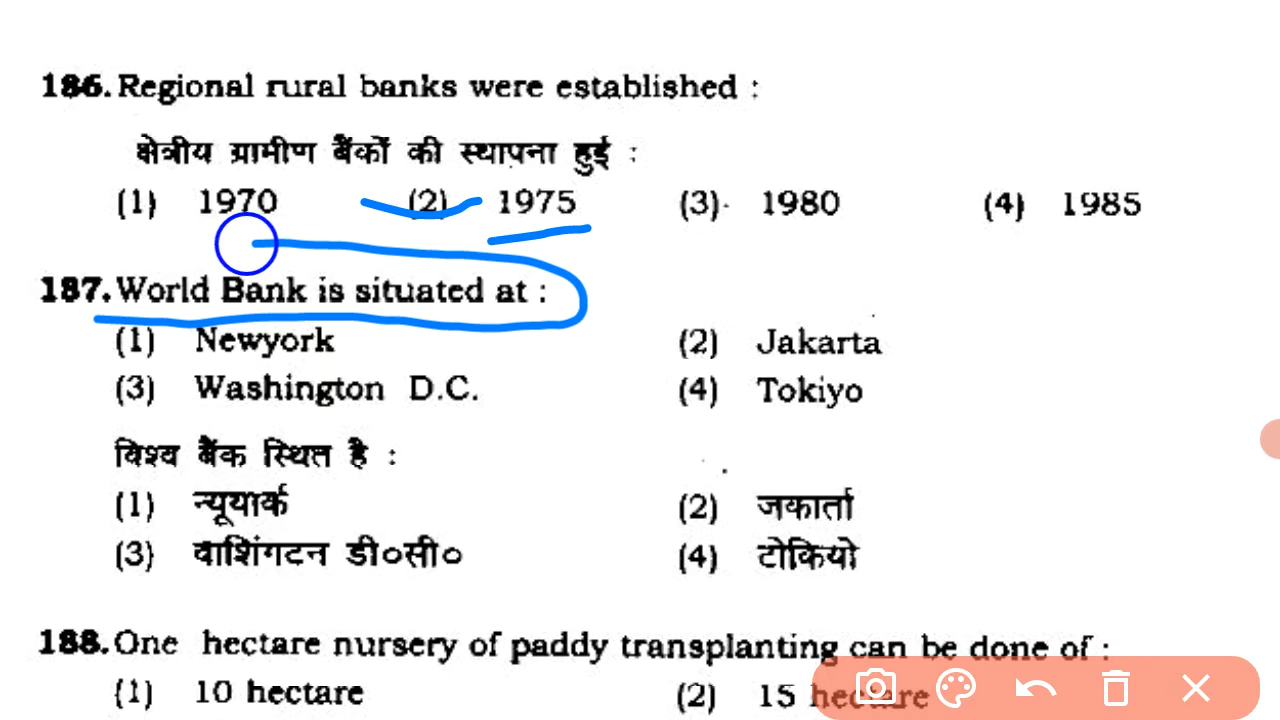 186. Regional rural banks were established :
क्षेत्रीय ग्रामीण बैंकों की स्थापना हुई :
(1) 1970 (2) 1975 (3) 1980 (4) 1985
187. World Bank is situated at :
(1) Newyork (2) Jakarta
(3) Washington D.C. (4) Tokiyo
विश्व बैंक स्थित है :
(1) न्यूयार्क (2) जकार्ता
(3) वाशिंगटन डी०सी० (4) टोकियो
188. One hectare nursery of paddy transplanting can be done of :
(1) 10 hectare (2) 15 hectare